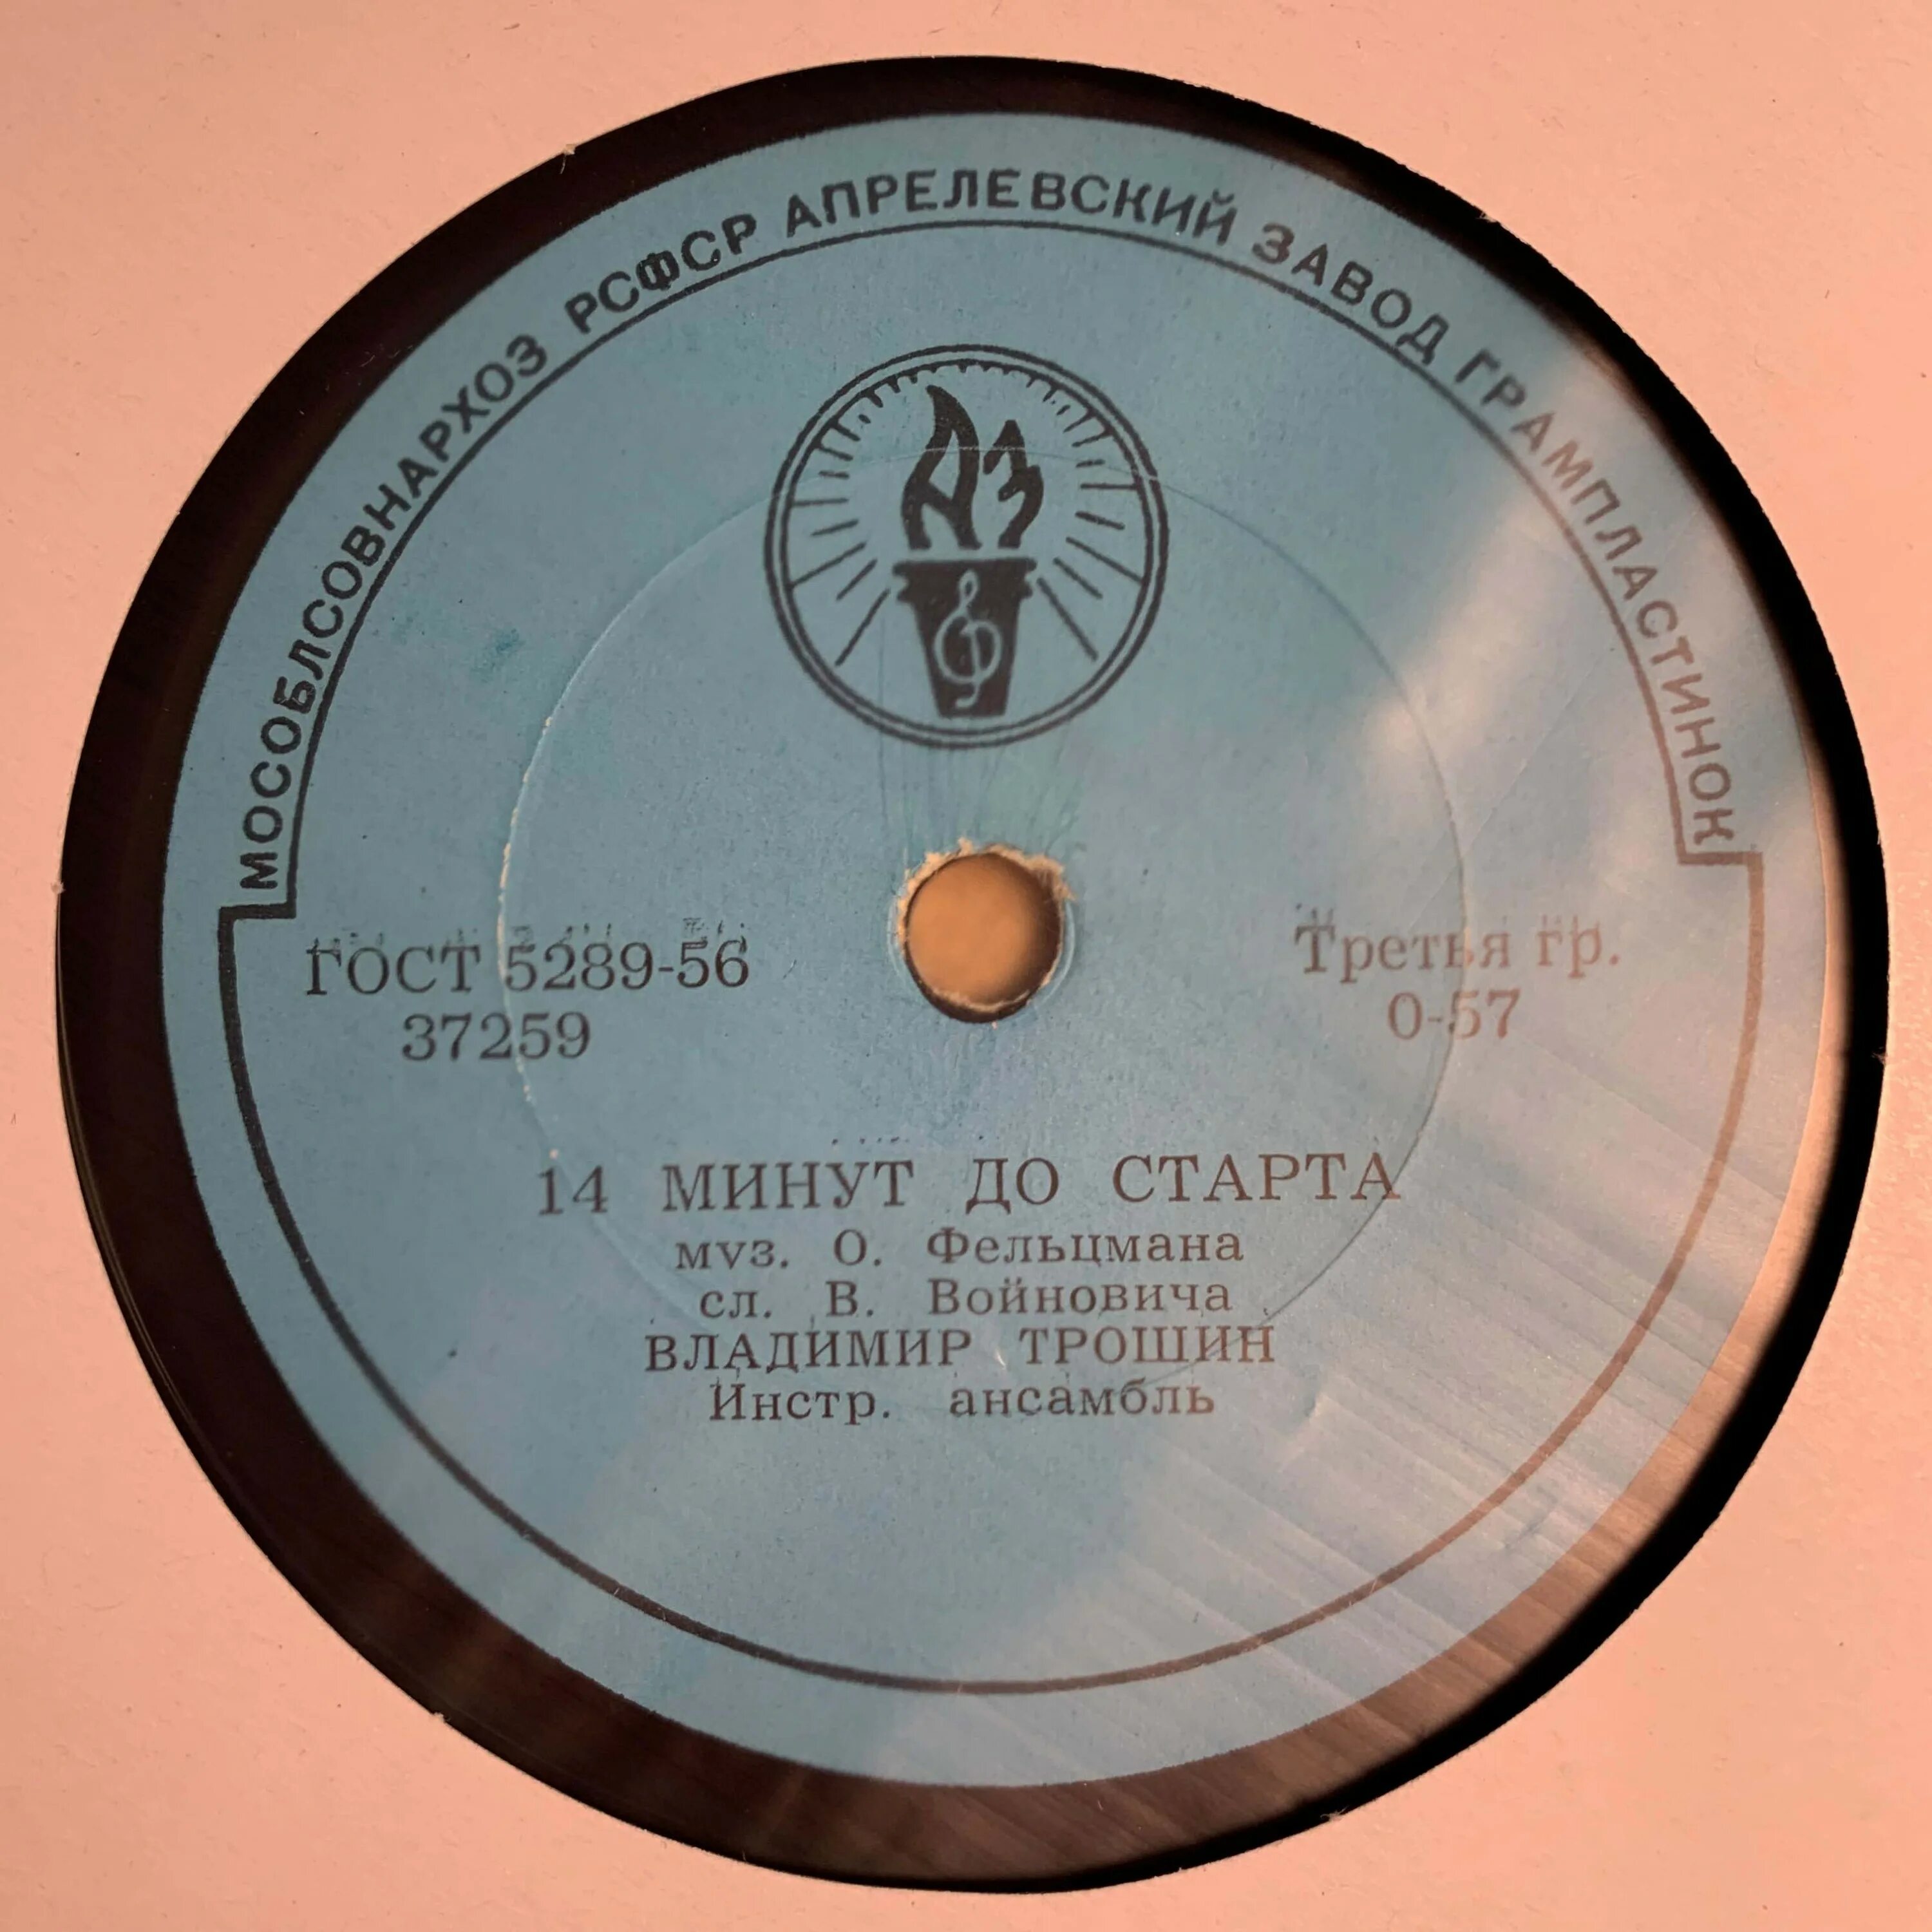 МОСОБЛСОВНАРХОЗ РСФСР АПРЕЛЕВСКИЙ ЗАВОД ГРАМПЛАСТИНОК
АЗ
ГОСТ 5289-56
37259
Третья гр.
0-57
14 МИНУТ ДО СТАРТА
муз. О. Фельцмана
сл. В. Войновича
ВЛАДИМИР ТРОШИН
Инстр. ансамбль